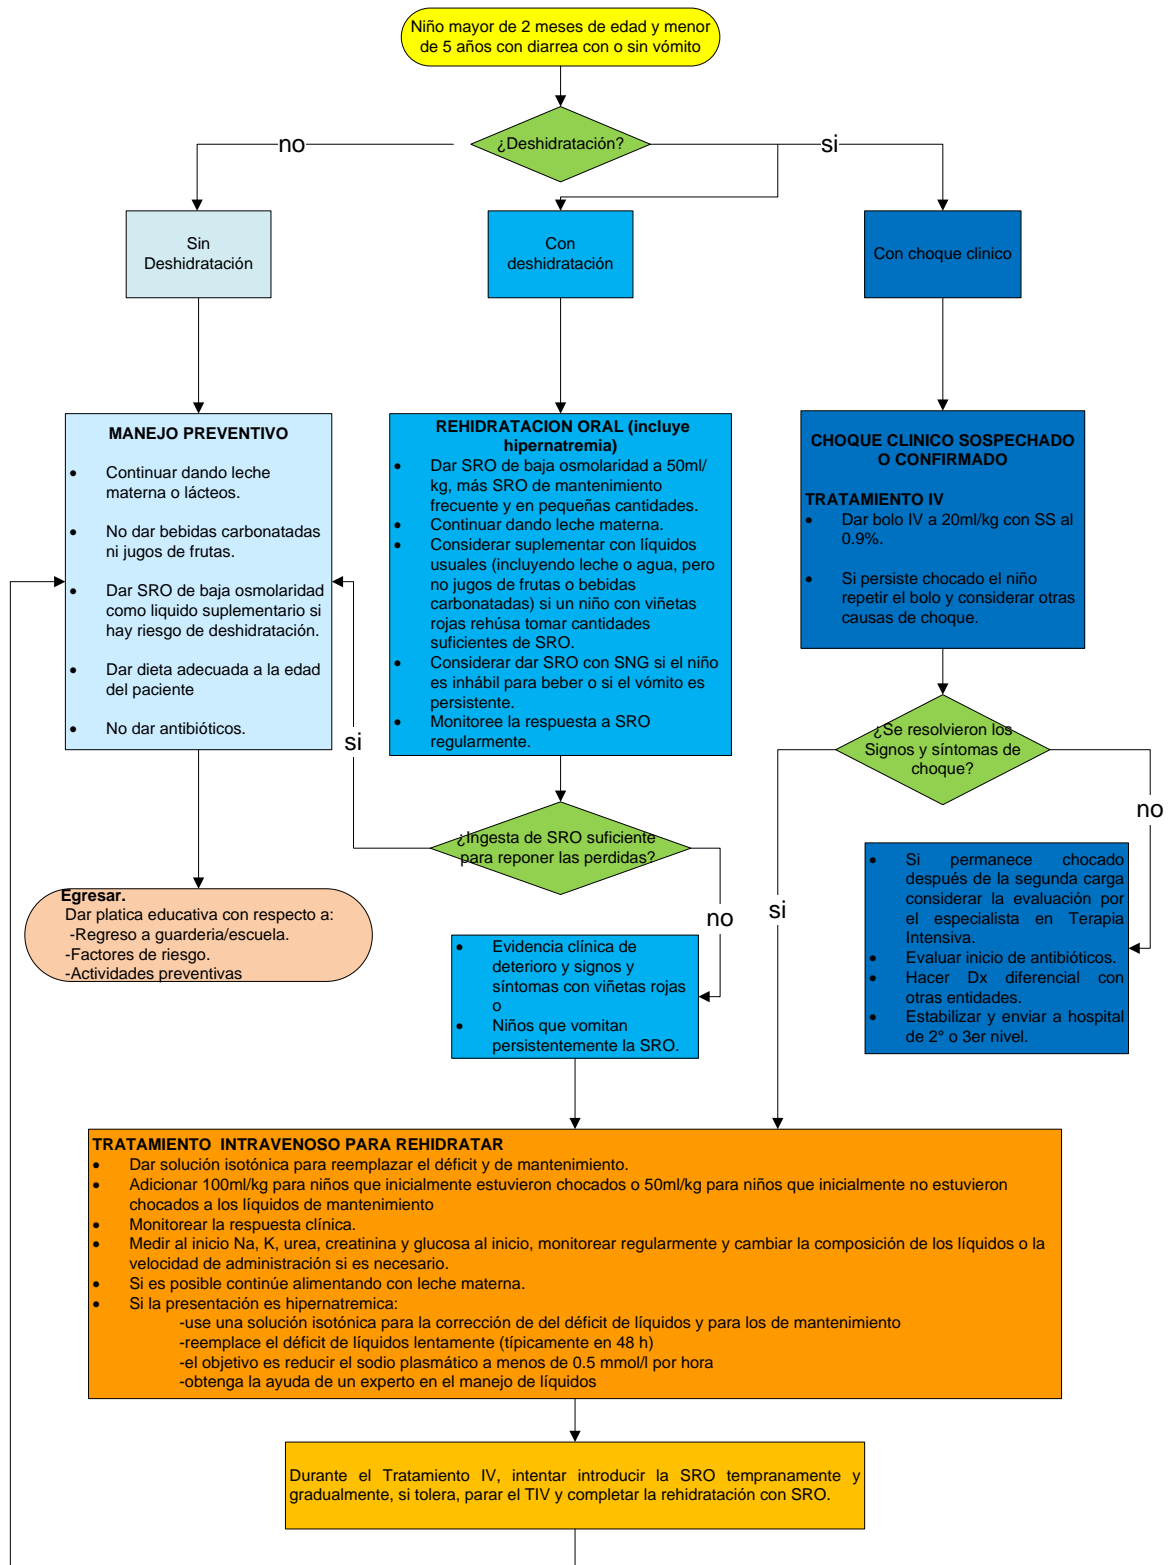 Niño mayor de 2 meses de edad y menor
de 5 años con diarrea con o sin vómito
¿Deshidratación?
no
si
Sin
Deshidratación
Con
deshidratación
Con choque clinico
MANEJO PREVENTIVO
• Continuar dando leche
materna o lácteos.
• No dar bebidas carbonatadas
ni jugos de frutas.
• Dar SRO de baja osmolaridad
como liquido suplementario si
hay riesgo de deshidratación.
• Dar dieta adecuada a la edad
del paciente
• No dar antibióticos.
REHIDRATACION ORAL (incluye
hipernatremia)
• Dar SRO de baja osmolaridad a 50ml/
kg, más SRO de mantenimiento
frecuente y en pequeñas cantidades.
• Continuar dando leche materna.
• Considerar suplementar con líquidos
usuales (incluyendo leche o agua, pero
no jugos de frutas o bebidas
carbonatadas) si un niño con viñetas
rojas rehúsa tomar cantidades
suficientes de SRO.
• Considerar dar SRO con SNG si el niño
es inhábil para beber o si el vómito es
persistente.
• Monitoree la respuesta a SRO
regularmente.
CHOQUE CLINICO SOSPECHADO
O CONFIRMADO
TRATAMIENTO IV
• Dar bolo IV a 20ml/kg con SS al
0.9%.
• Si persiste chocado el niño
repetir el bolo y considerar otras
causas de choque.
si
¿Se resolvieron los
Signos y síntomas de
choque?
no
¿Ingesta de SRO suficiente
para reponer las perdidas?
no
si
• Si permanece chocado
después de la segunda carga
considerar la evaluación por
el especialista en Terapia
Intensiva.
• Evaluar inicio de antibióticos.
• Hacer Dx diferencial con
otras entidades.
• Estabilizar y enviar a hospital
de 2° o 3er nivel.
Egresar.
Dar platica educativa con respecto a:
-Regreso a guarderia/escuela.
-Factores de riesgo.
-Actividades preventivas
• Evidencia clínica de
deterioro y signos y
síntomas con viñetas rojas
o
• Niños que vomitan
persistentemente la SRO.
TRATAMIENTO INTRAVENOSO PARA REHIDRATAR
• Dar solución isotónica para reemplazar el déficit y de mantenimiento.
• Adicionar 100ml/kg para niños que inicialmente estuvieron chocados o 50ml/kg para niños que inicialmente no estuvieron
chocados a los líquidos de mantenimiento
• Monitorear la respuesta clínica.
• Medir al inicio Na, K, urea, creatinina y glucosa al inicio, monitorear regularmente y cambiar la composición de los líquidos o la
velocidad de administración si es necesario.
• Si es posible continúe alimentando con leche materna.
• Si la presentación es hipernatremica:
-use una solución isotónica para la corrección de del déficit de líquidos y para los de mantenimiento
-reemplace el déficit de líquidos lentamente (típicamente en 48 h)
-el objetivo es reducir el sodio plasmático a menos de 0.5 mmol/l por hora
-obtenga la ayuda de un experto en el manejo de líquidos
Durante el Tratamiento IV, intentar introducir la SRO tempranamente y
gradualmente, si tolera, parar el TIV y completar la rehidratación con SRO.